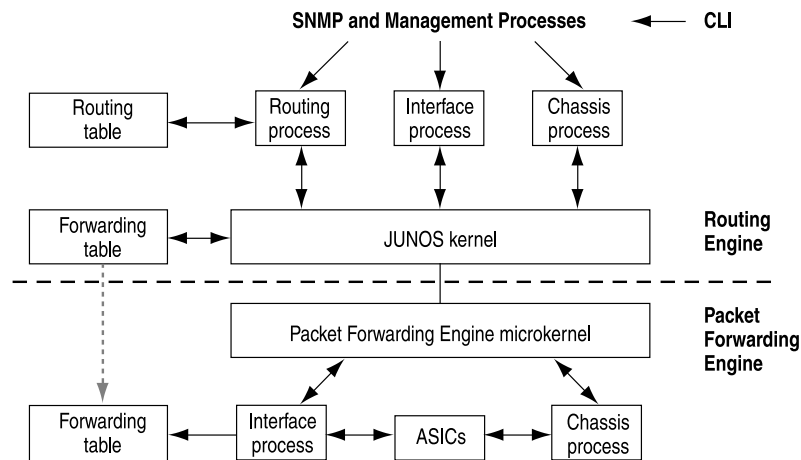 SNMP and Management Processes
CLI
Routing
table
Routing
process
Interface
process
Chassis
process
Forwarding
table
JUNOS kernel
Routing
Engine
Packet Forwarding Engine microkernel
Packet
Forwarding
Engine
Forwarding
table
Interface
process
ASICs
Chassis
process